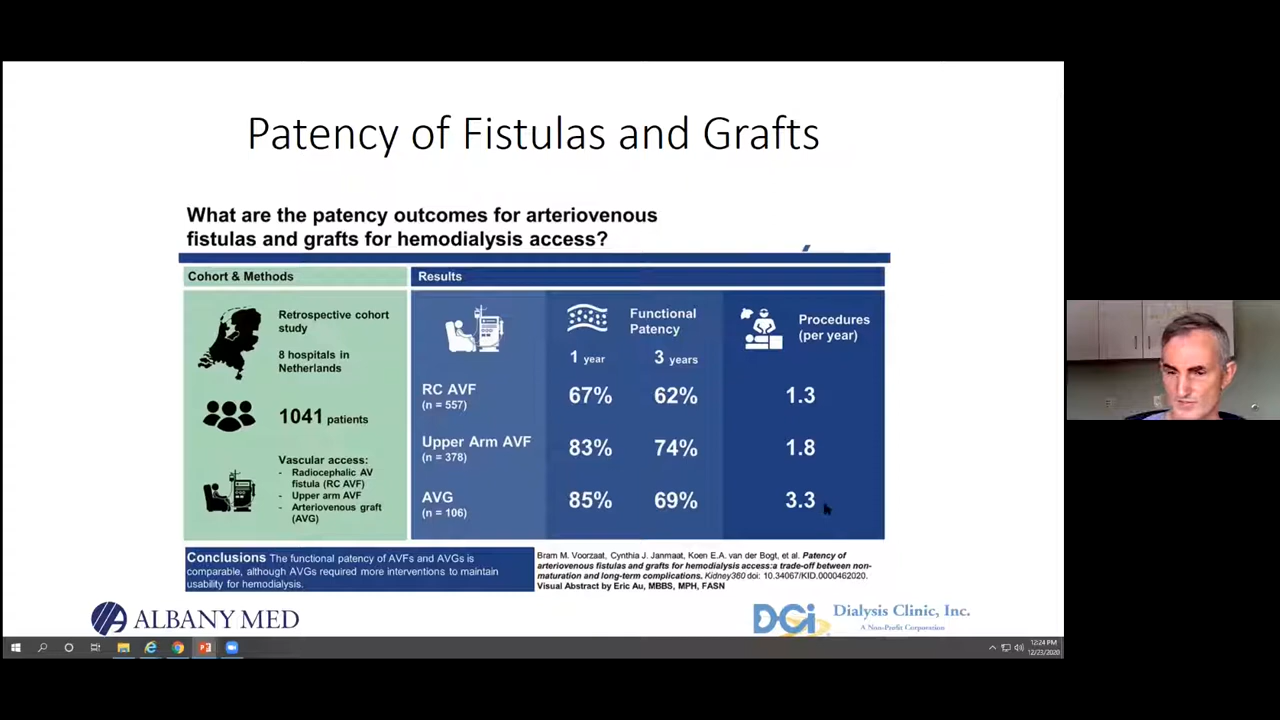 Patency of Fistulas and Grafts
What are the patency outcomes for arteriovenous
fistulas and grafts for hemodialysis access?
Cohort & Methods
Retrospective cohort
study
8 hospitals in
Netherlands
1041 patients
Vascular access:
- Radiocephalic AV
fistula (RC AVF)
- Upper arm AVF
- Arteriovenous graft
(AVG)
Results
Functional
Patency
1 year 3 years
Procedures
(per year)
RC AVF
(n = 557)
67% 62% 1.3
Upper Arm AVF
(n = 378)
83% 74% 1.8
AVG
(n = 106)
85% 69% 3.3
Conclusions The functional patency of AVFs and AVGs is
comparable, although AVGs required more interventions to maintain
usability for hemodialysis.
Bram M. Voorzaat, Cynthia J. Janmaat, Koen E.A. van der Bogt, et al. Patency of
arteriovenous fistulas and grafts for hemodialysis access:a trade-off between non-
maturation and long-term complications. Kidney360 doi: 10.34067/KID.0000462020.
Visual Abstract by Eric Au, MBBS, MPH, FASN
ALBANY MED
DCi Dialysis Clinic, Inc.
A Non-Profit Corporation
12:24 PM
12/23/2020